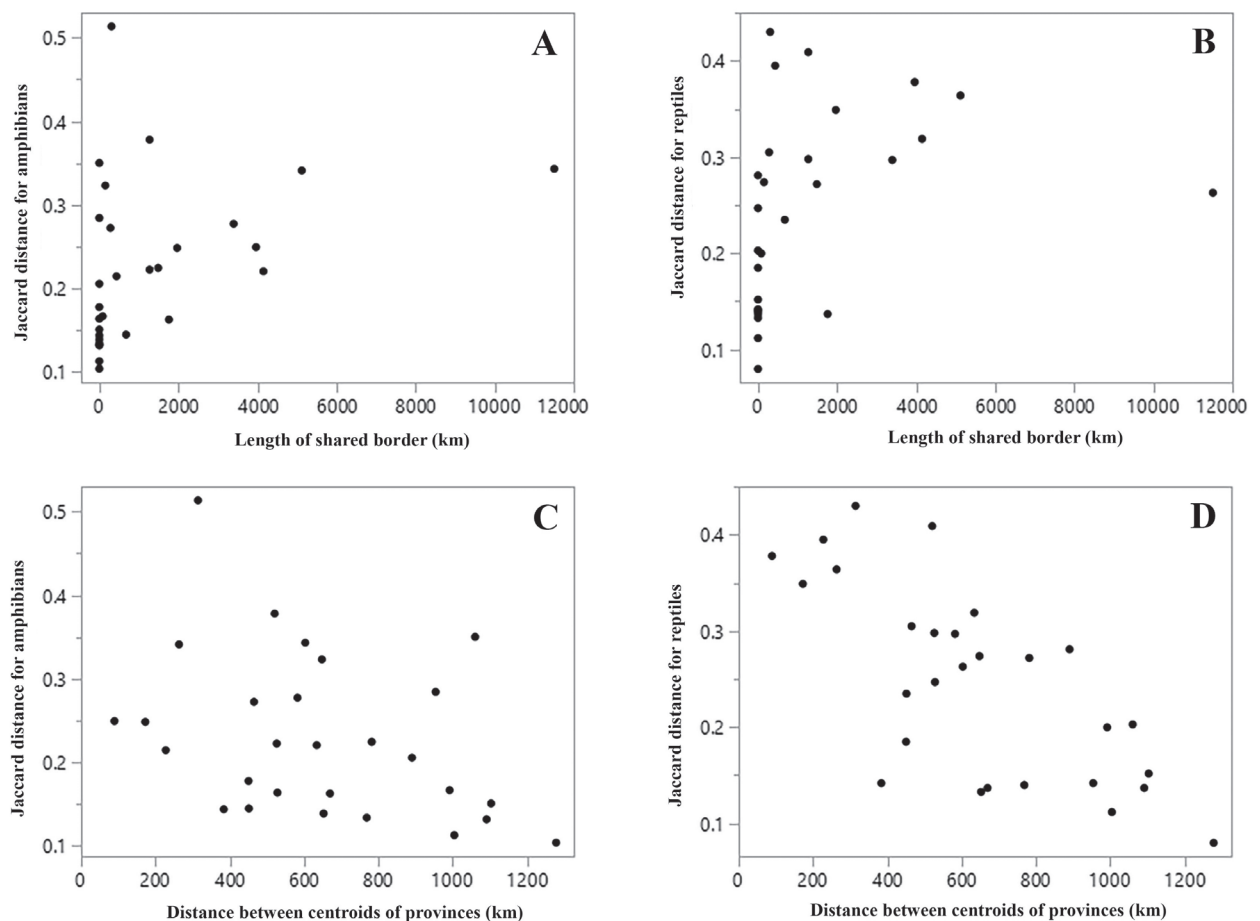 A
Jaccard distance for amphibians
0.5
0.4
0.3
0.2
0.1
0 2000 4000 6000 8000 10000 12000
Length of shared border (km)
B
Jaccard distance for reptiles
0.4
0.3
0.2
0.1
0 2000 4000 6000 8000 10000 12000
Length of shared border (km)
C
Jaccard distance for amphibians
0.5
0.4
0.3
0.2
0.1
0 200 400 600 800 1000 1200
Distance between centroids of provinces (km)
D
Jaccard distance for reptiles
0.4
0.3
0.2
0.1
0 200 400 600 800 1000 1200
Distance between centroids of provinces (km)